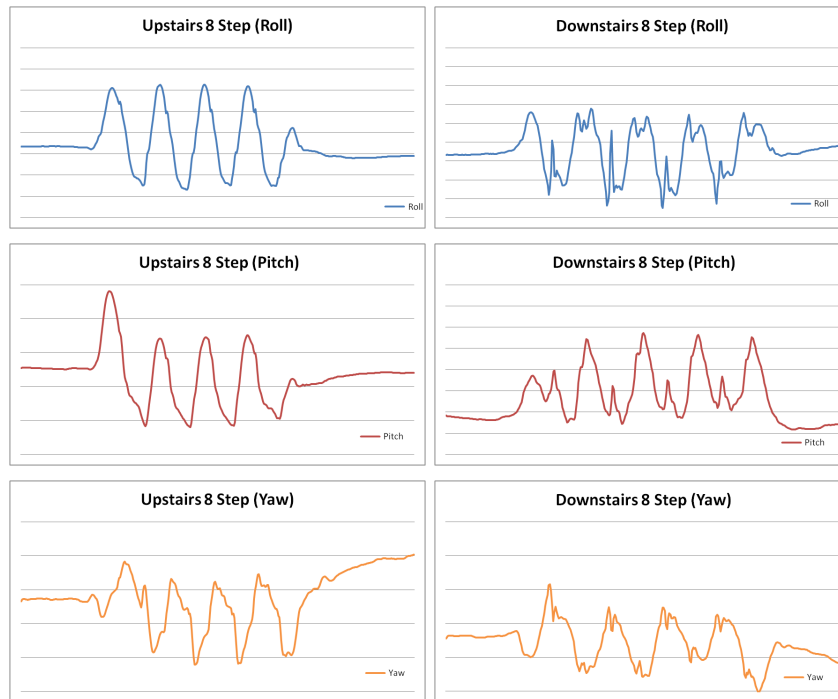 Upstairs 8 Step (Roll)
Roll
Downstairs 8 Step (Roll)
Roll
Upstairs 8 Step (Pitch)
Pitch
Downstairs 8 Step (Pitch)
Pitch
Upstairs 8 Step (Yaw)
Yaw
Downstairs 8 Step (Yaw)
Yaw